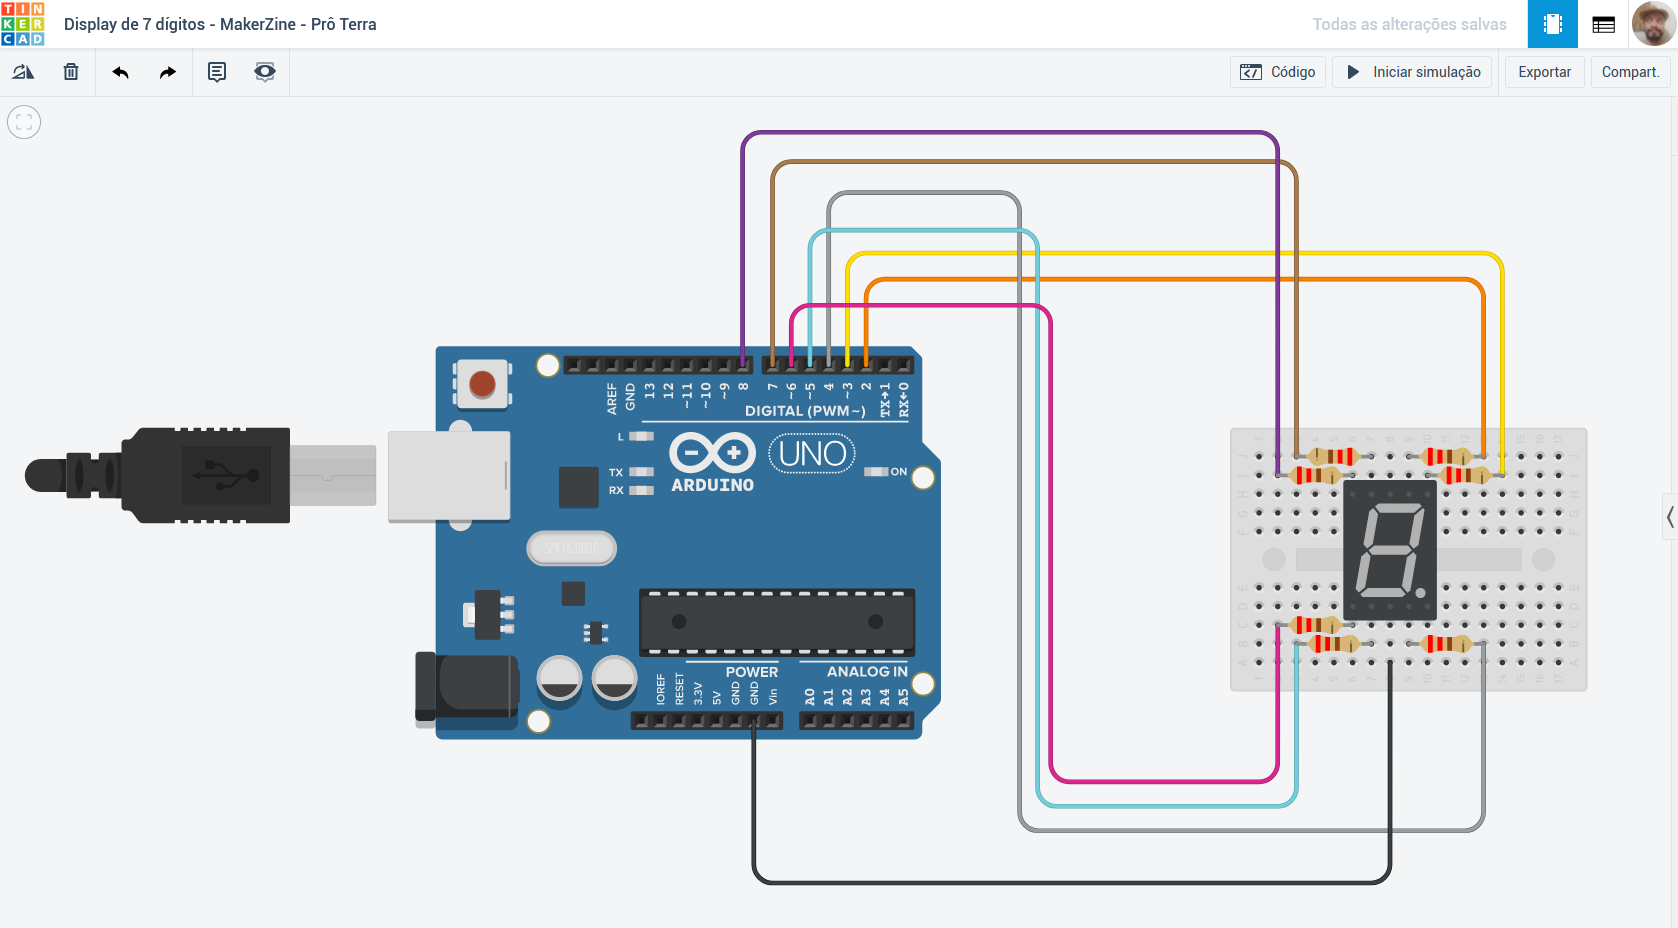 TIN
KER
CAD
Display de 7 dígitos - MakerZine - Prô Terra
Todas as alterações salvas
Código
Iniciar simulação
Exportar
Compart.
AREF
GND
13
12
~11
~10
~9
8
7
~6
~5
4
~3
2
TX→1
RX←0
DIGITAL (PWM ~)
L
TX
RX
ARDUINO
UNO
ON
POWER
ANALOG IN
IOREF
RESET
3.3V
5V
GND
GND
Vin
A0
A1
A2
A3
A4
A5